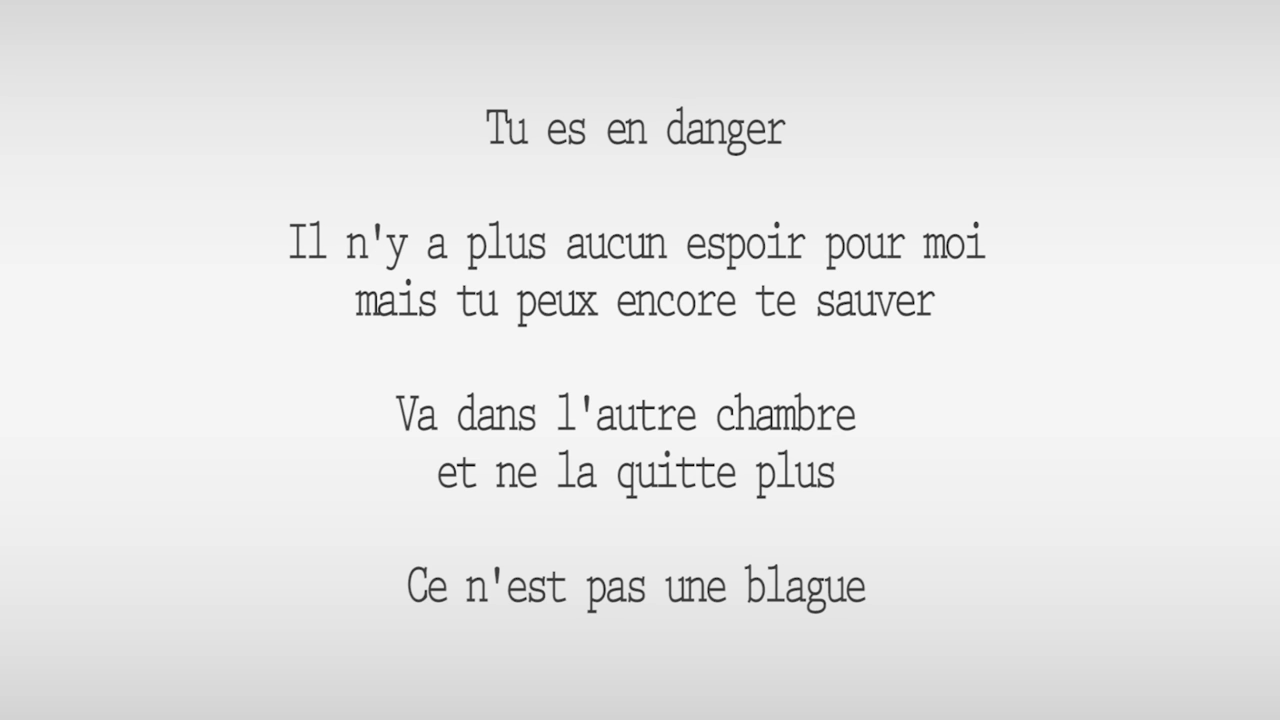 Tu es en danger
Il n'y a plus aucun espoir pour moi
mais tu peux encore te sauver
Va dans l'autre chambre
et ne la quitte plus
Ce n'est pas une blague